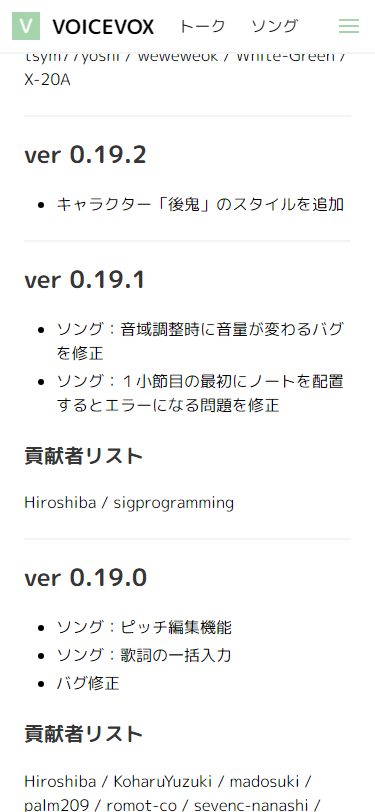 V VOICEVOX トーク ソング
tsym77yoshi / weweweok / White-Green /
X-20A
ver 0.19.2
• キャラクター「後鬼」のスタイルを追加
ver 0.19.1
• ソング：音域調整時に音量が変わるバグ
を修正
• ソング：１小節目の最初にノートを配置
するとエラーになる問題を修正
貢献者リスト
Hiroshiba / sigprogramming
ver 0.19.0
• ソング：ピッチ編集機能
• ソング：歌詞の一括入力
• バグ修正
貢献者リスト
Hiroshiba / KoharuYuzuki / madosuki /
palm209 / romot-co / sevenc-nanashi /